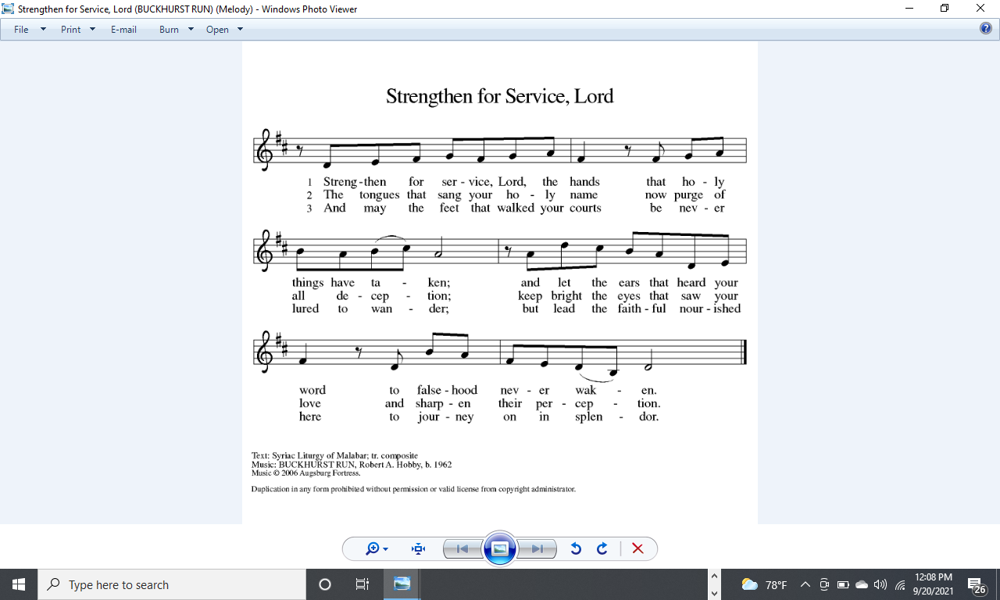 Strengthen for Service, Lord (BUCKHURST RUN) (Melody) - Windows Photo Viewer
File Print E-mail Burn Open
Strengthen for Service, Lord
1 Streng - then for ser - vice, Lord, the hands that ho - ly
2 The tongues that sang your ho - ly name now purge of
3 And may the feet that walked your courts be nev - er
things have ta - ken; and let the ears that heard your
all de - cep - tion; keep bright the eyes that saw your
lured to wan - der; but lead the faith - ful nour - ished
word to false - hood nev - er wak - en.
love and sharp - en their per - cep - tion.
here to jour - ney on in splen - dor.
Text: Syriac Liturgy of Malabar; tr. composite
Music: BUCKHURST RUN, Robert A. Hobby, b. 1962
Music © 2006 Augsburg Fortress.
Duplication in any form prohibited without permission or valid license from copyright administrator.
Type here to search
78°F
12:08 PM
9/20/2021
26